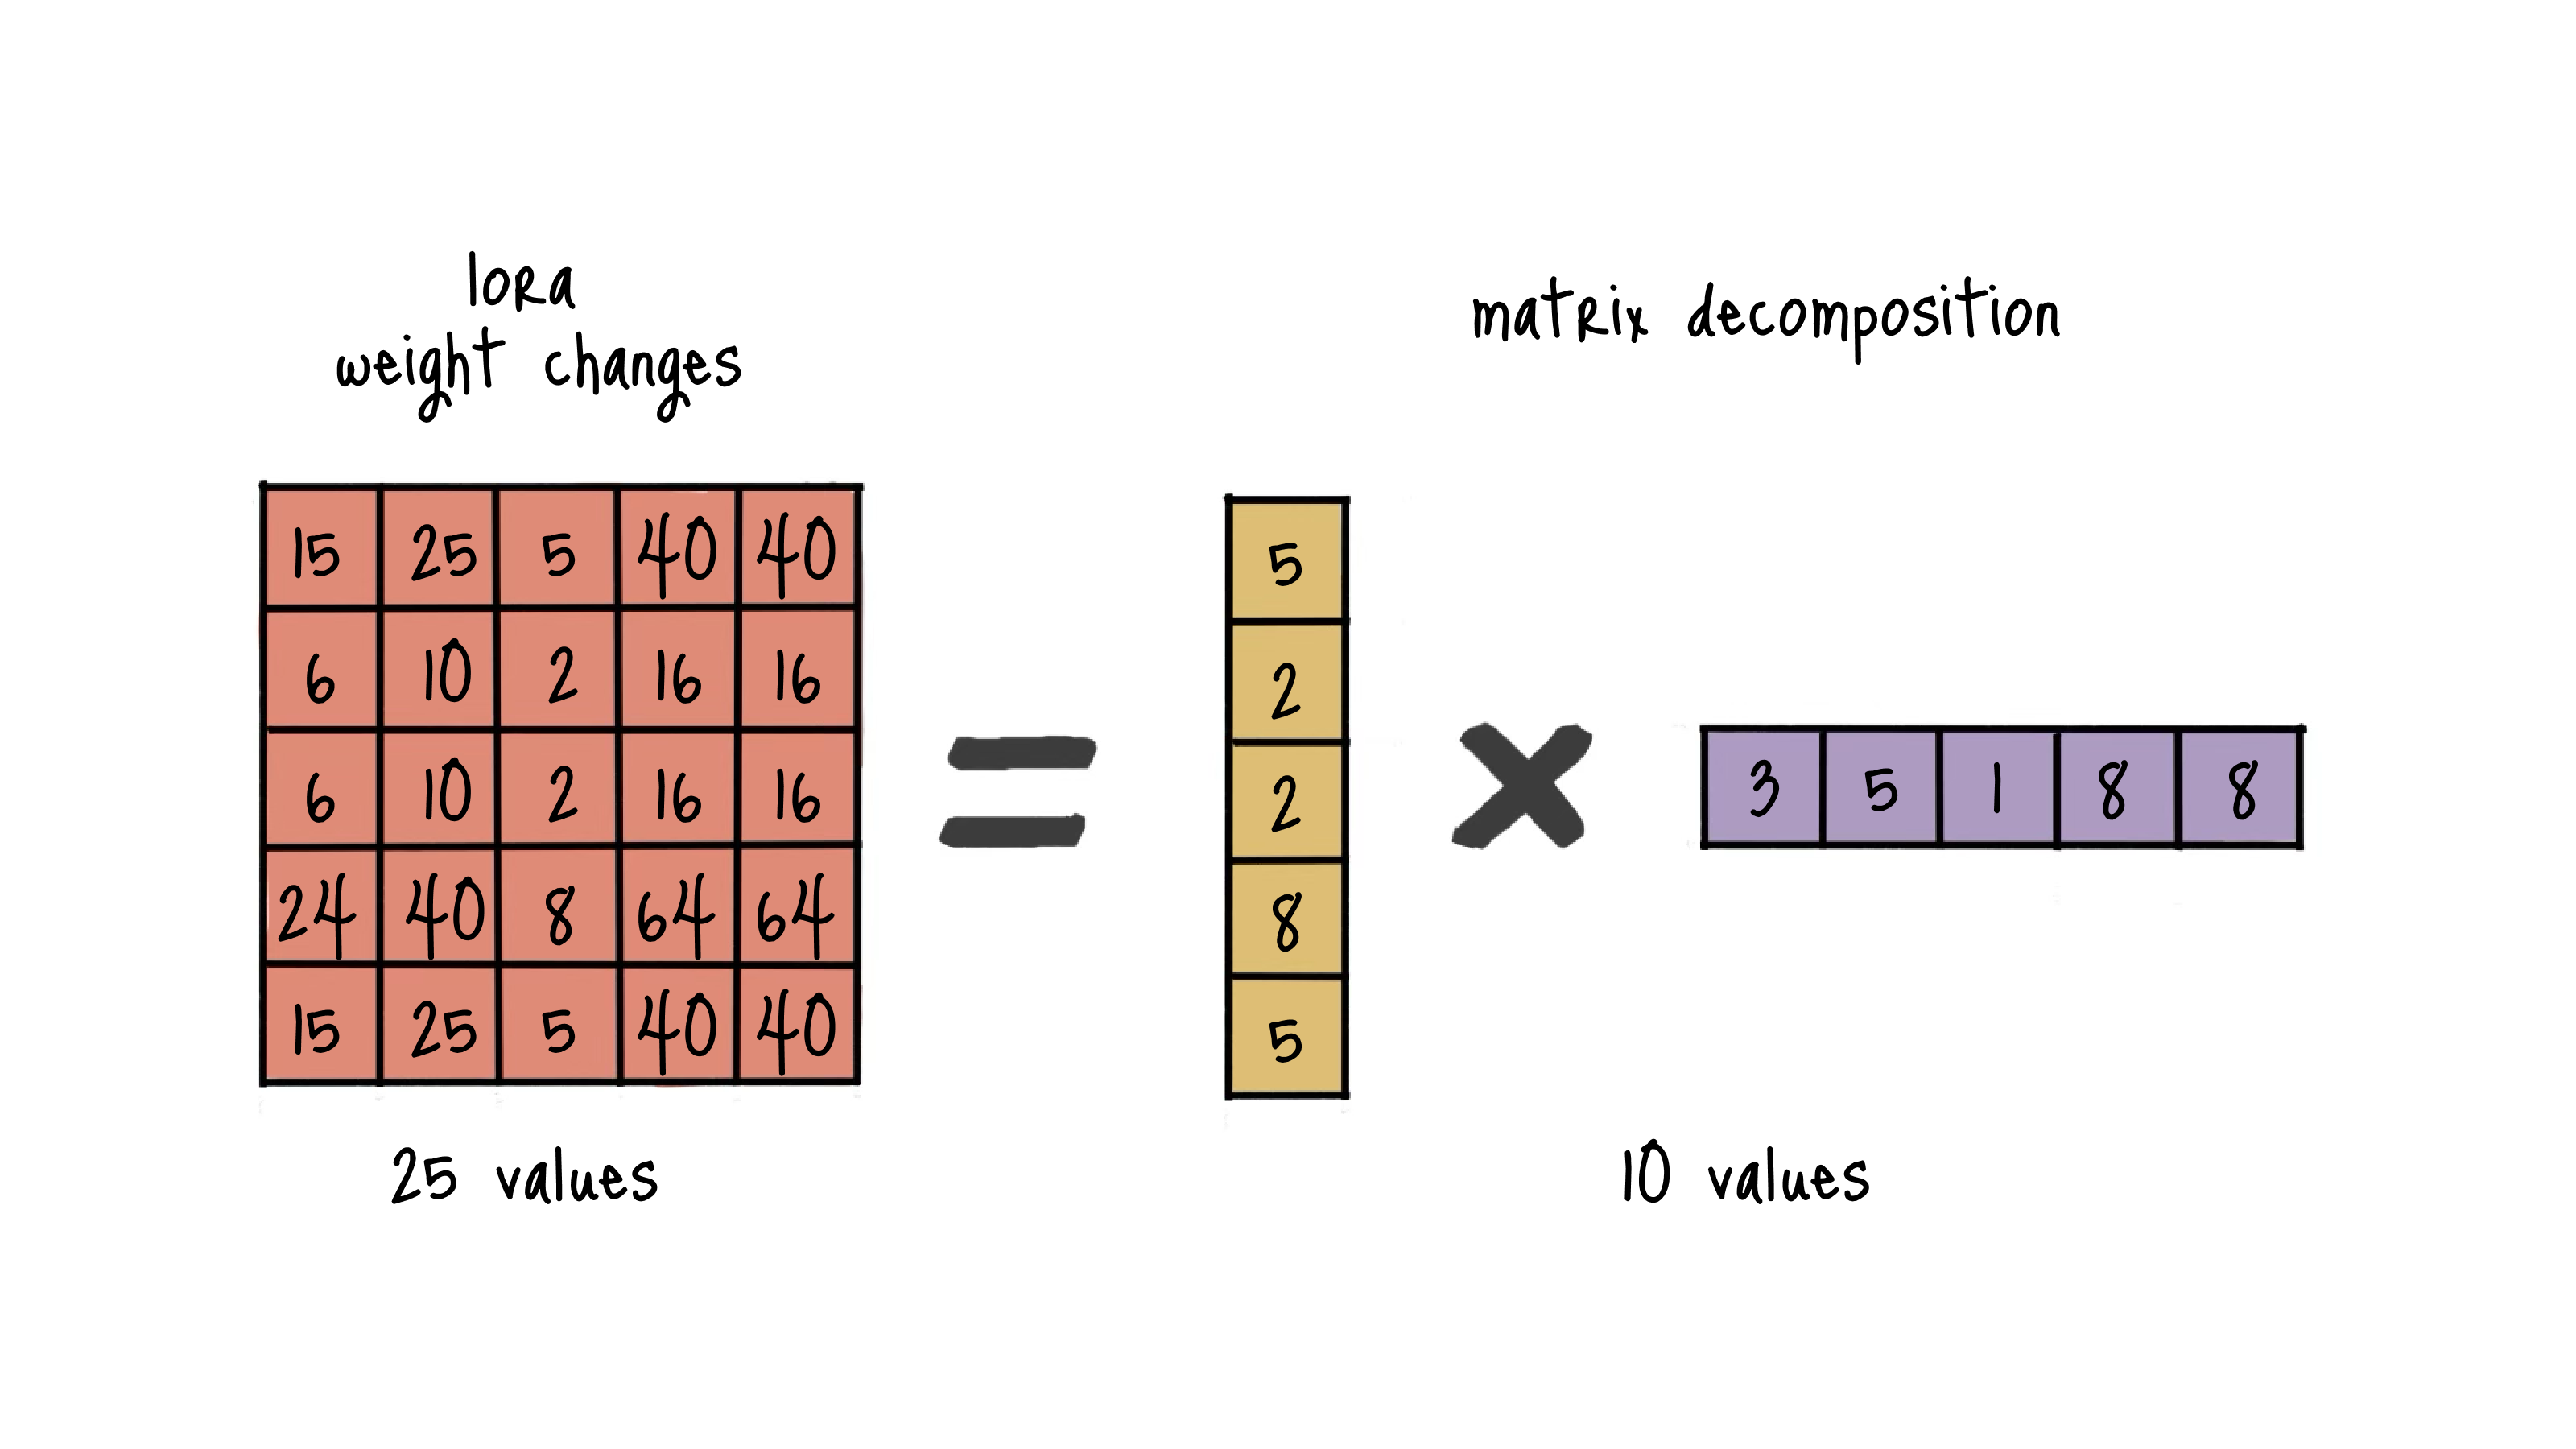 lora
weight changes
matrix decomposition
15 25 5 40 40
6 10 2 16 16
6 10 2 16 16
24 40 8 64 64
15 25 5 40 40
=
5
2
2
8
5
×
3 5 1 8 8
25 values
10 values